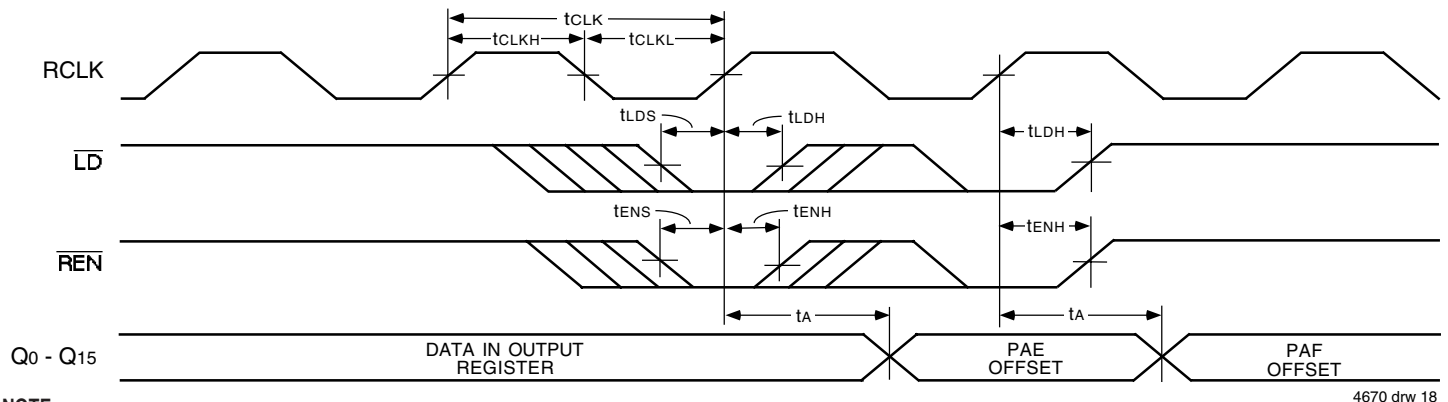 tCLK
tCLKH
tCLKL
RCLK
tLDS
tLDH
tLDH
LD
tENS
tENH
tENH
REN
tA
tA
Q0 - Q15
DATA IN OUTPUT
REGISTER
PAE
OFFSET
PAF
OFFSET
4670 drw 18